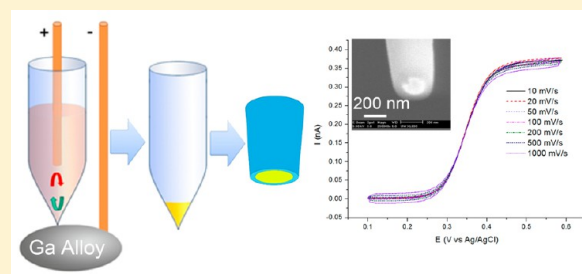 +
-
Ga Alloy
200 nm
I (nA)
0.40
0.35
0.30
0.25
0.20
0.15
0.10
0.05
0.00
0.1 0.2 0.3 0.4 0.5 0.6
E (V vs Ag/AgCl)
10 mV/s
20 mV/s
50 mV/s
100 mV/s
200 mV/s
500 mV/s
1000 mV/s